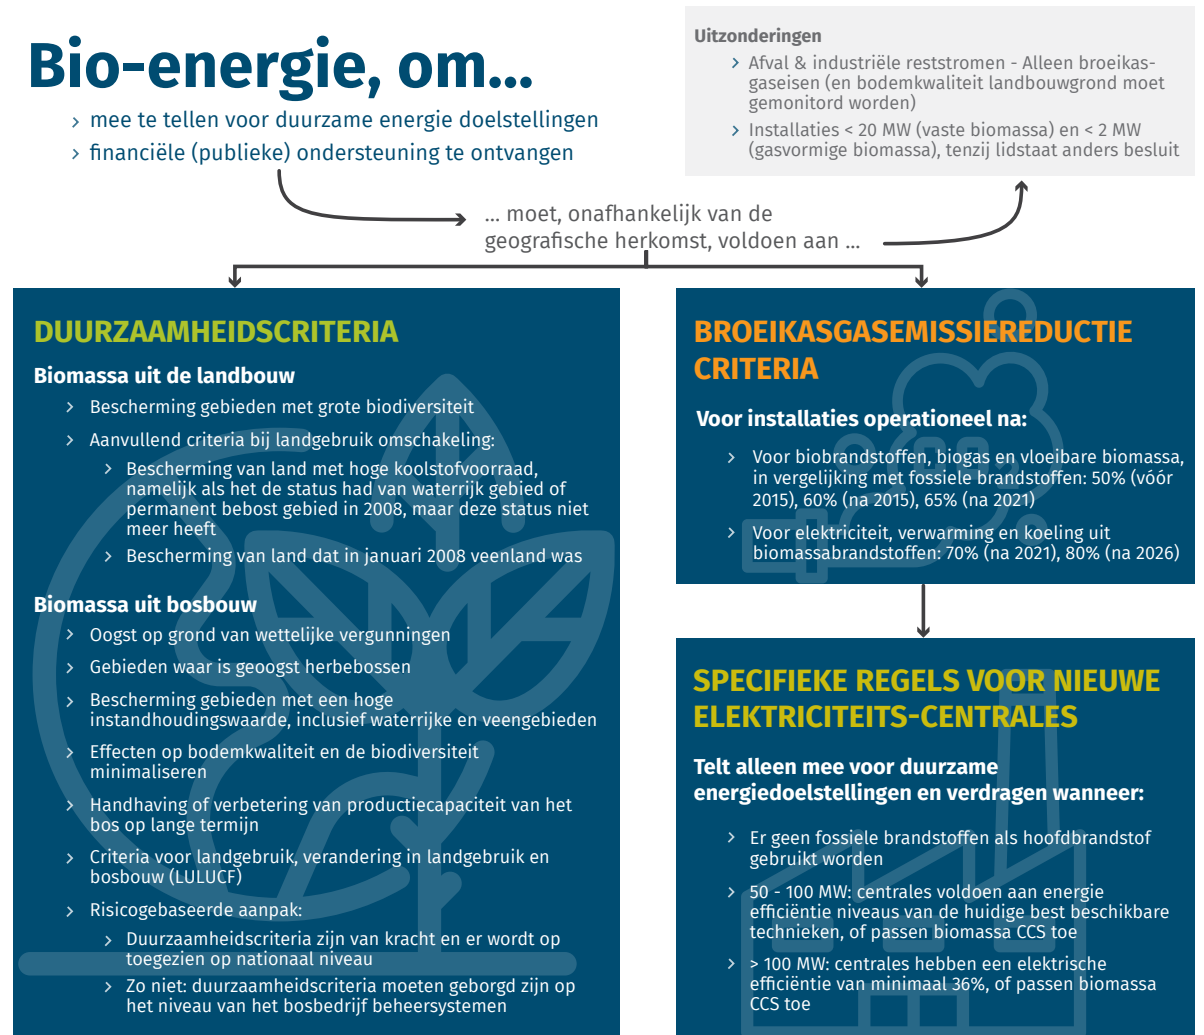 Bio-energie, om...
› mee te tellen voor duurzame energie doelstellingen
› financiële (publieke) ondersteuning te ontvangen
Uitzonderingen
› Afval & industriële reststromen - Alleen broeikas-
gaseisen (en bodemkwaliteit landbouwgrond moet
gemonitord worden)
› Installaties < 20 MW (vaste biomassa) en < 2 MW
(gasvormige biomassa), tenzij lidstaat anders besluit
... moet, onafhankelijk van de
geografische herkomst, voldoen aan ...
DUURZAAMHEIDSCRITERIA
Biomassa uit de landbouw
› Bescherming gebieden met grote biodiversiteit
› Aanvullend criteria bij landgebruik omschakeling:
› Bescherming van land met hoge koolstofvoorraad,
namelijk als het de status had van waterrijk gebied of
permanent bebost gebied in 2008, maar deze status niet
meer heeft
› Bescherming van land dat in januari 2008 veenland was
Biomassa uit bosbouw
› Oogst op grond van wettelijke vergunningen
› Gebieden waar is geoogst herbebossen
› Bescherming gebieden met een hoge
instandhoudingswaarde, inclusief waterrijke en veengebieden
› Effecten op bodemkwaliteit en de biodiversiteit
minimaliseren
› Handhaving of verbetering van productiecapaciteit van het
bos op lange termijn
› Criteria voor landgebruik, verandering in landgebruik en
bosbouw (LULUCF)
› Risicogebaseerde aanpak:
› Duurzaamheidscriteria zijn van kracht en er wordt op
toegezien op nationaal niveau
› Zo niet: duurzaamheidscriteria moeten geborgd zijn op
het niveau van het bosbedrijf beheersystemen
BROEIKASGASEMISSIEREDUCTIE
CRITERIA
Voor installaties operationeel na:
› Voor biobrandstoffen, biogas en vloeibare biomassa,
in vergelijking met fossiele brandstoffen: 50% (vóór
2015), 60% (na 2015), 65% (na 2021)
› Voor elektriciteit, verwarming en koeling uit
biomassabrandstoffen: 70% (na 2021), 80% (na 2026)
SPECIFIEKE REGELS VOOR NIEUWE
ELEKTRICITEITS-CENTRALES
Telt alleen mee voor duurzame
energiedoelstellingen en verdragen wanneer:
› Er geen fossiele brandstoffen als hoofdbrandstof
gebruikt worden
› 50 - 100 MW: centrales voldoen aan energie
efficiëntie niveaus van de huidige best beschikbare
technieken, of passen biomassa CCS toe
› > 100 MW: centrales hebben een elektrische
efficiëntie van minimaal 36%, of passen biomassa
CCS toe